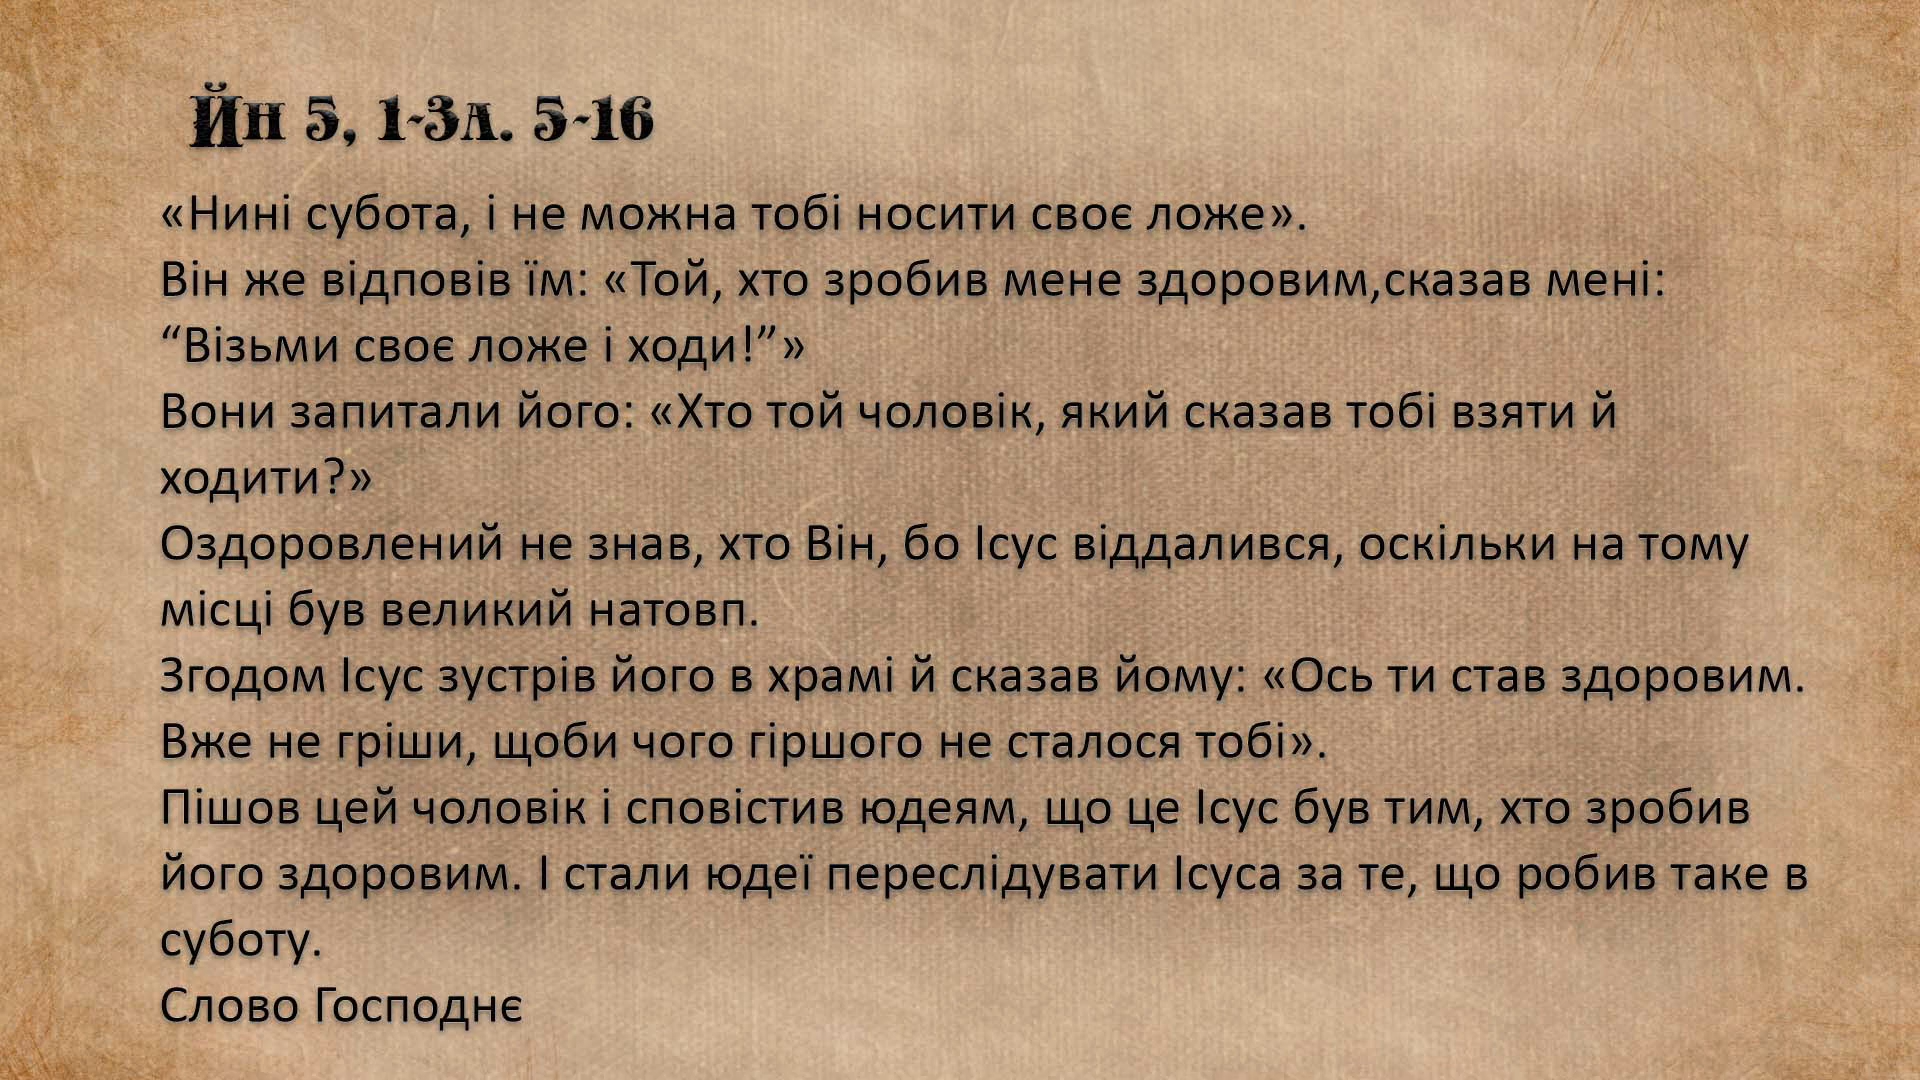 Йн 5, 1-3а. 5-16
«Нині субота, і не можна тобі носити своє ложе».
Він же відповів їм: «Той, хто зробив мене здоровим,сказав мені:
“Візьми своє ложе і ходи!”»
Вони запитали його: «Хто той чоловік, який сказав тобі взяти й
ходити?»
Оздоровлений не знав, хто Він, бо Ісус віддалився, оскільки на тому
місці був великий натовп.
Згодом Ісус зустрів його в храмі й сказав йому: «Ось ти став здоровим.
Вже не гріши, щоби чого гіршого не сталося тобі».
Пішов цей чоловік і сповістив юдеям, що це Ісус був тим, хто зробив
його здоровим. І стали юдеї переслідувати Ісуса за те, що робив таке в
суботу.
Слово Господнє